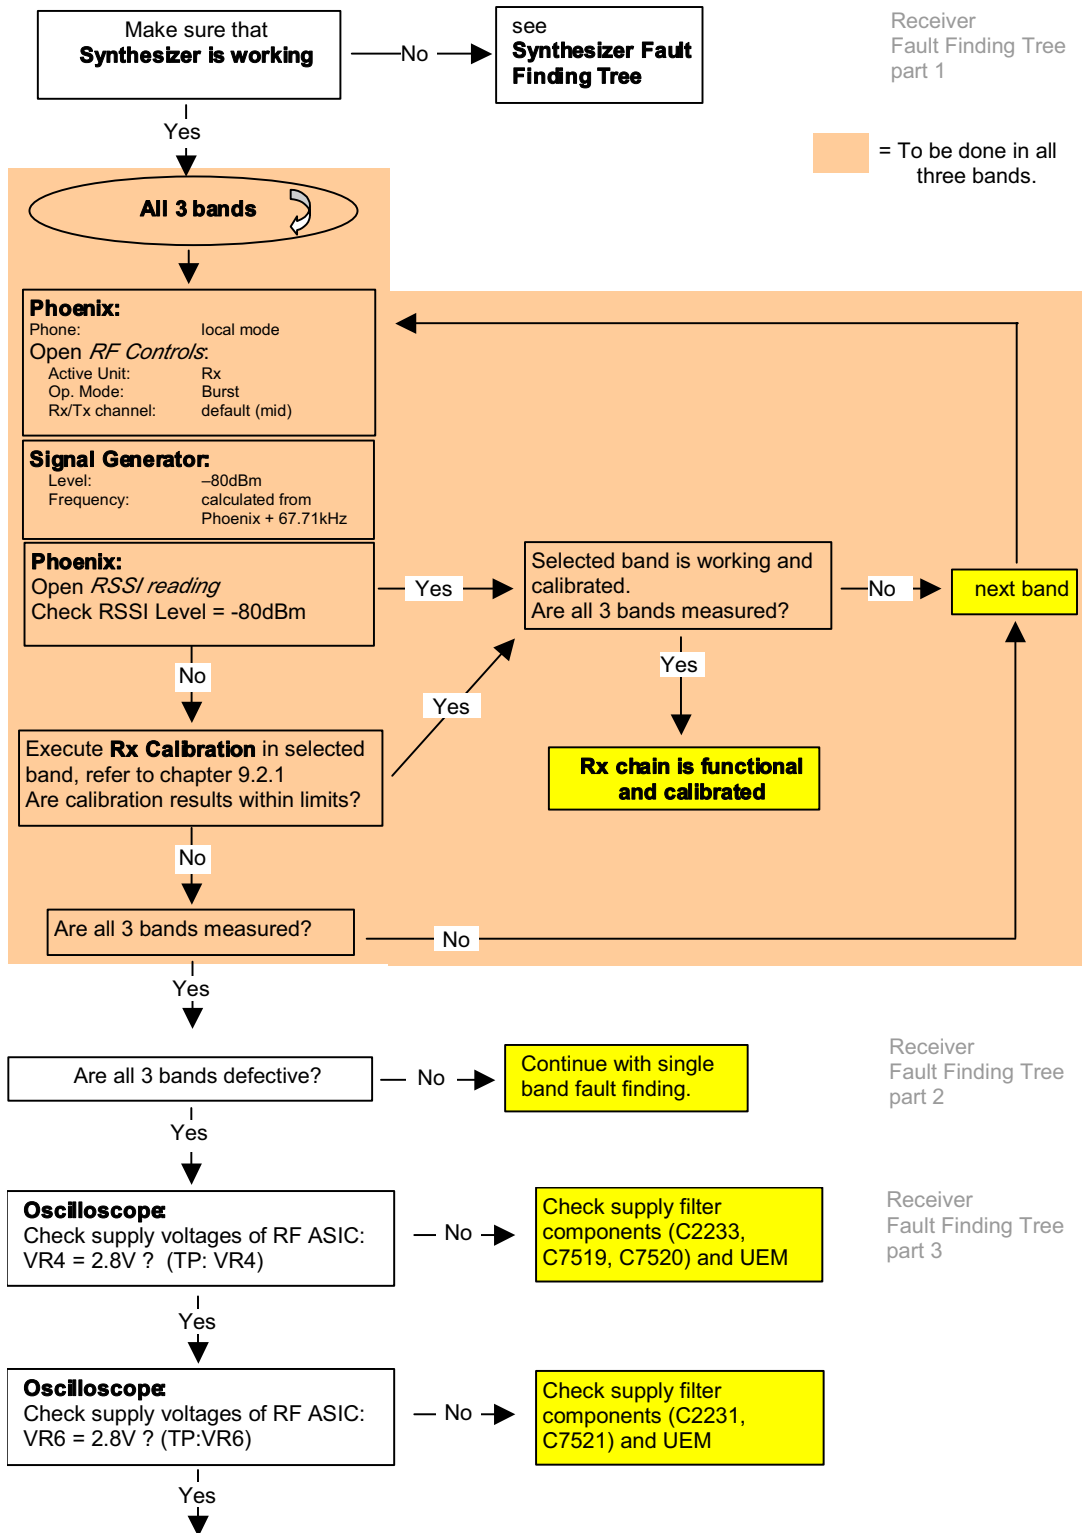 Make sure that
Synthesizer is working
No
see
Synthesizer Fault
Finding Tree
Receiver
Fault Finding Tree
part 1
Yes
= To be done in all
three bands.
All 3 bands
Phoenix:
Phone: local mode
Open RF Controls:
Active Unit: Rx
Op. Mode: Burst
Rx/Tx channel: default (mid)
Signal Generator:
Level: –80dBm
Frequency: calculated from
Phoenix + 67.71kHz
Phoenix:
Open RSSI reading
Check RSSI Level = -80dBm
Yes
Selected band is working and
calibrated.
Are all 3 bands measured?
No
next band
No
Yes
Yes
Execute Rx Calibration in selected
band, refer to chapter 9.2.1
Are calibration results within limits?
Rx chain is functional
and calibrated
No
Are all 3 bands measured?
No
Yes
Are all 3 bands defective?
No
Continue with single
band fault finding.
Receiver
Fault Finding Tree
part 2
Yes
Oscilloscope:
Check supply voltages of RF ASIC:
VR4 = 2.8V ? (TP: VR4)
No
Check supply filter
components (C2233,
C7519, C7520) and UEM
Receiver
Fault Finding Tree
part 3
Yes
Oscilloscope:
Check supply voltages of RF ASIC:
VR6 = 2.8V ? (TP:VR6)
No
Check supply filter
components (C2231,
C7521) and UEM
Yes